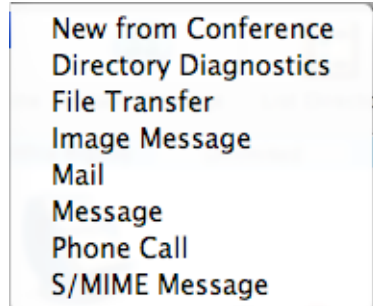 New from Conference
Directory Diagnostics
File Transfer
Image Message
Mail
Message
Phone Call
S/MIME Message